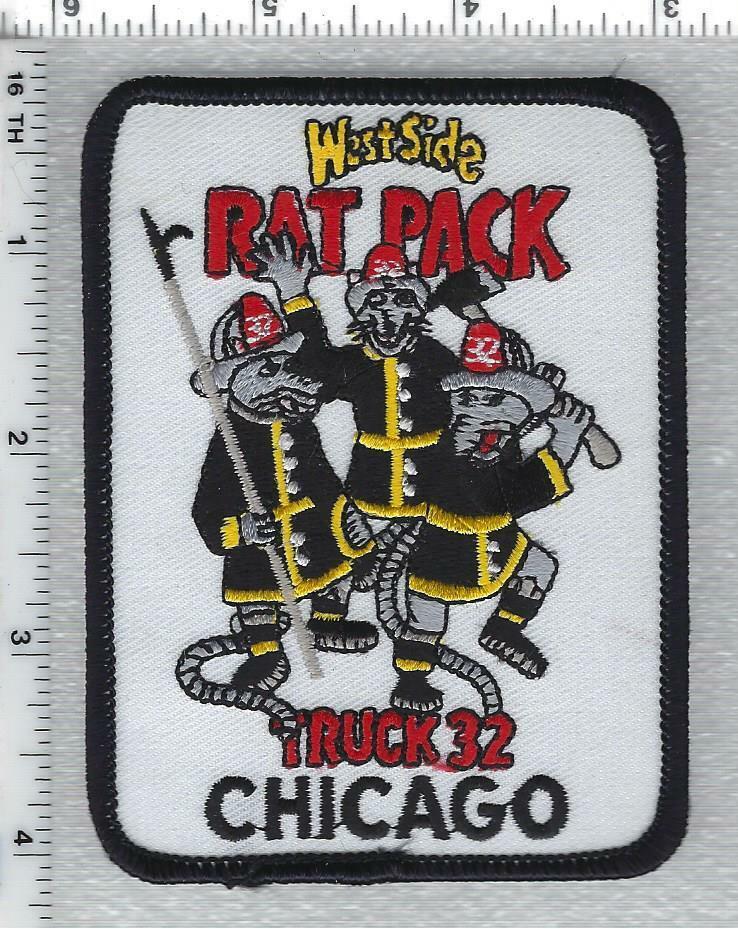 6 5 4 3
16 TH
1
2
3
4
West Side
RAT PACK
32
32
32
TRUCK 32
CHICAGO